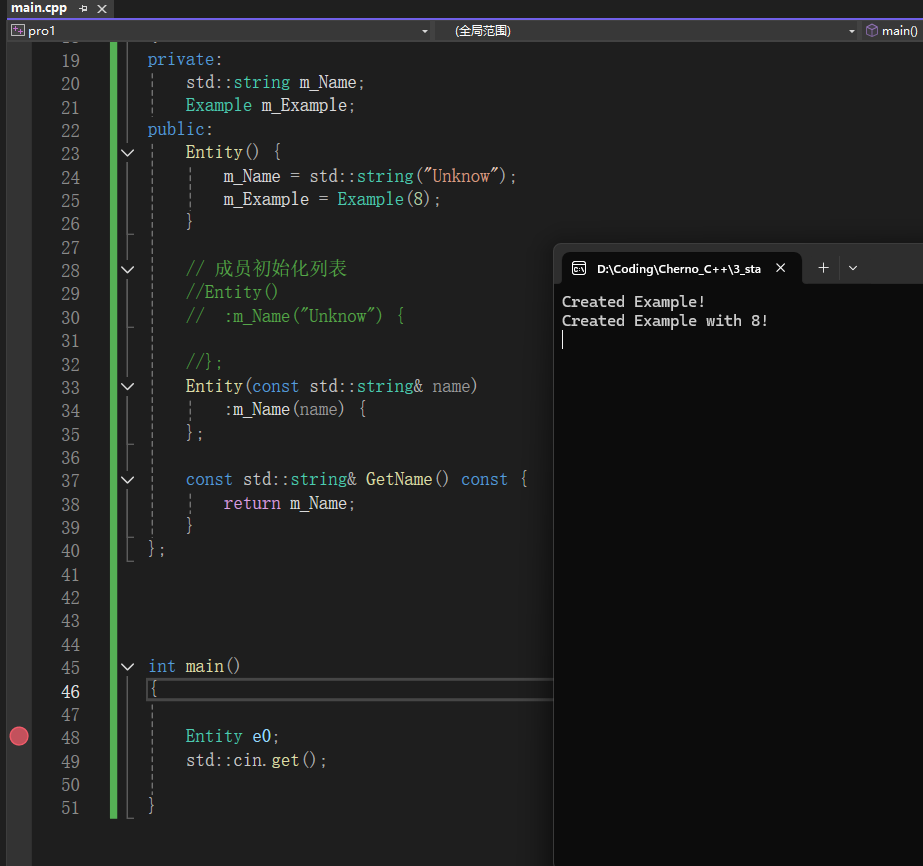 main.cpp
pro1
(全局范围)
main()
19 private:
20 std::string m_Name;
21 Example m_Example;
22 public:
23 Entity() {
24 m_Name = std::string("Unknow");
25 m_Example = Example(8);
26 }
27
28 // 成员初始化列表
29 //Entity()
30 // :m_Name("Unknow") {
31
32 //};
33 Entity(const std::string& name)
34 :m_Name(name) {
35 };
36
37 const std::string& GetName() const {
38 return m_Name;
39 }
40 };
41
42
43
44
45 int main()
46 {
47
48 Entity e0;
49 std::cin.get();
50
51 }
D:\Coding\Cherno_C++\3_sta
Created Example!
Created Example with 8!